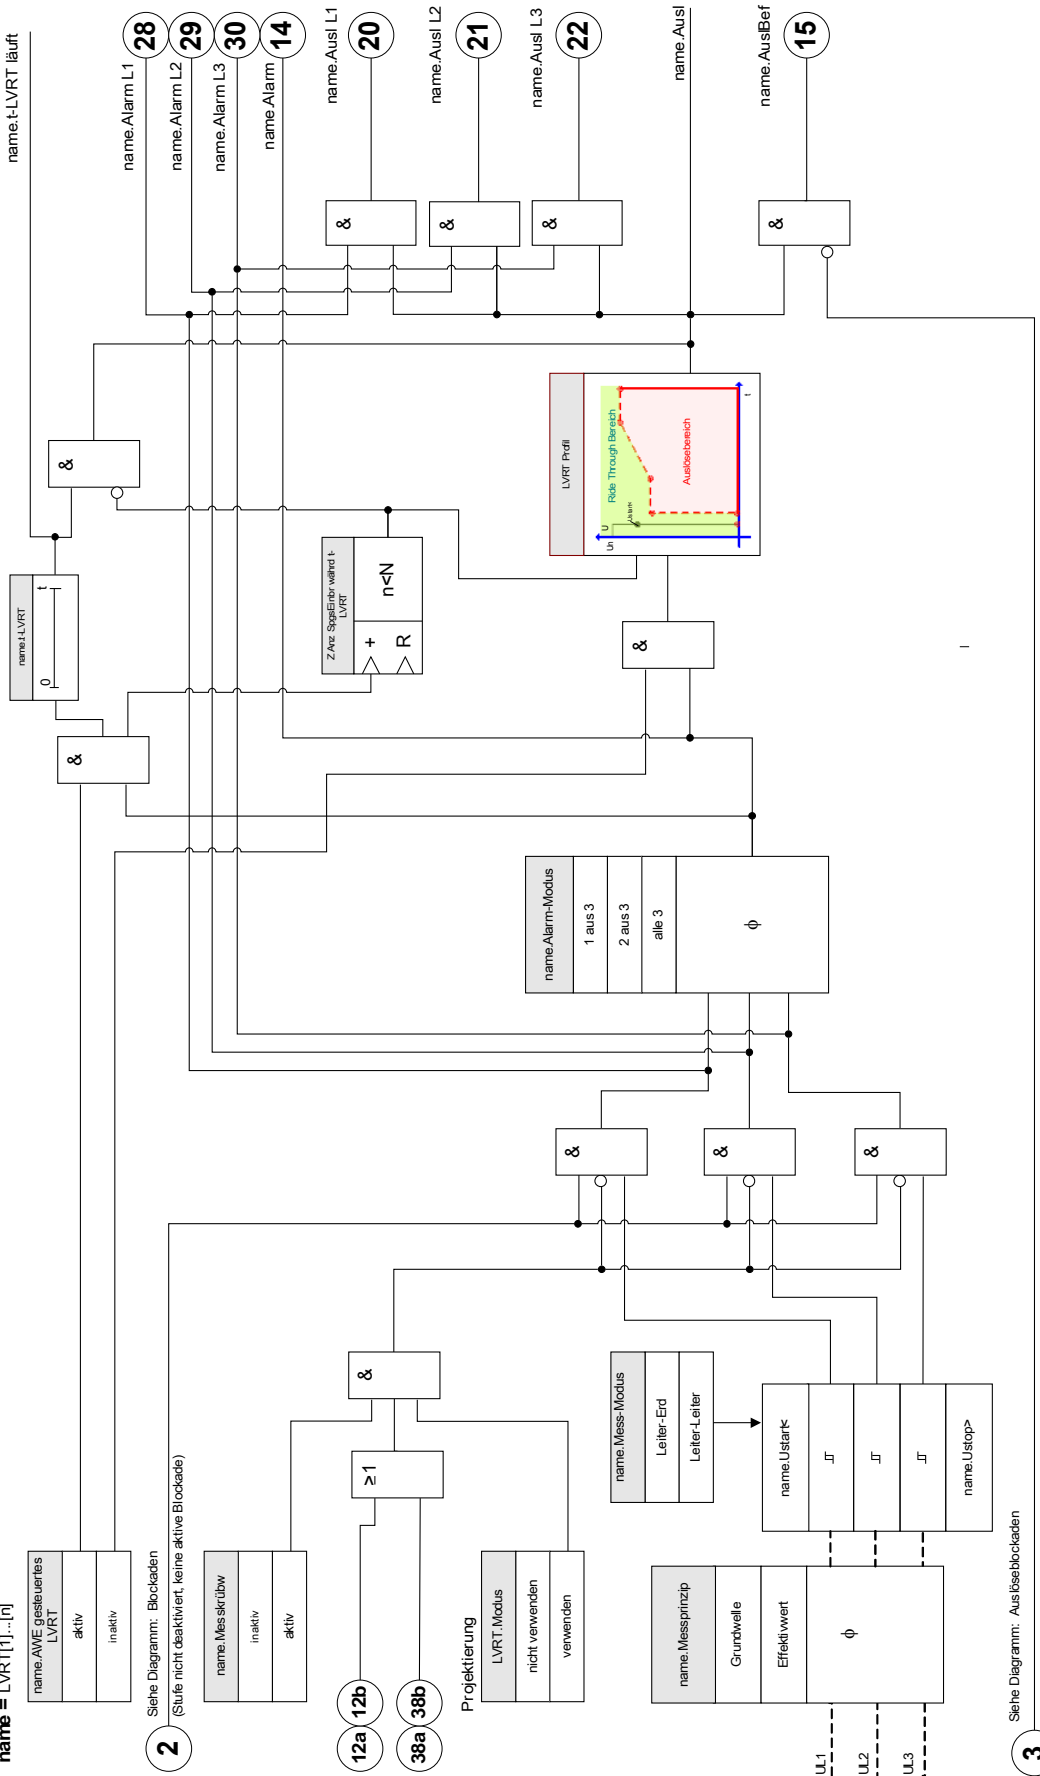 name = LVRT[1]...[n]
name.AWE gesteuertes
LVRT
aktiv
inaktiv
2
Siehe Diagramm: Blockaden
(Stufe nicht deaktiviert, keine aktive Blockade)
name.Messkrübw
inaktiv
aktiv
12a
12b
38a
38b
≥1
&
Projektierung
LVRT.Modus
nicht verwenden
verwenden
name.Mess-Modus
Leiter-Erd
Leiter-Leiter
name.Messprinzip
Grundwelle
Effektivwert
φ
UL1
UL2
UL3
name.Ustart<
name.Ustop>
3
Siehe Diagramm: Auslöseblockaden
&
&
&
name.Alarm-Modus
1 aus 3
2 aus 3
alle 3
φ
&
name.t-LVRT
0
t
Z Anz SpgsEinbr währd t-
LVRT
+
R
n<N
&
&
LVRT Profil
Ride Through Bereich
Auslösebereich
U
Un
Ustart<
t
&
&
&
&
name.t-LVRT läuft
name.Alarm L1
28
name.Alarm L2
29
name.Alarm L3
30
name.Alarm
14
name.Ausl L1
20
name.Ausl L2
21
name.Ausl L3
22
name.Ausl
name.AuslBef
15